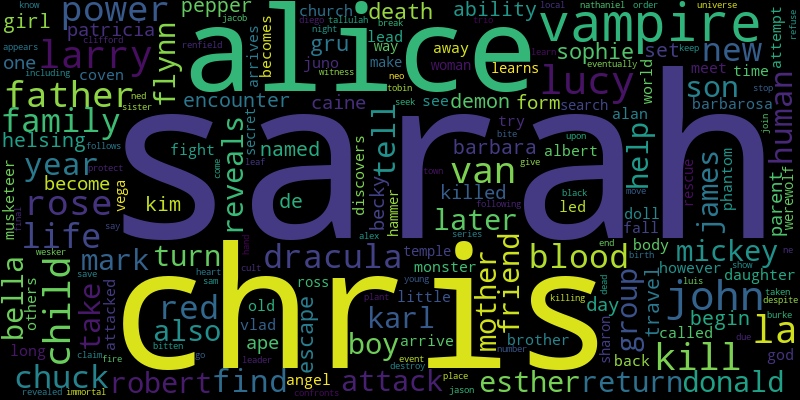 know
girl
power
pepper
church
death
ability
girl
nathaniel
order
universe
patricia
jacob
diego
tallulah
break
trio
local
becomes
renfield
night
lead
way
vampire
new
set
attempt
refuse
one
clifford
larry
flynn
alice
gru
away
sophie
appears
neo
arrives
juno
make
woman
learns
learn
meet
time
including
coven
witness
tobin
lucy
eventually
keep
father
encounter
caine
seek
see
demon
form
search
world
son
stop
ned
sister
secret
try
bite
upon
alan
barbarosa
family
follows
named
tell
barbara
albert
join
human
helsing
reveals
fight
discovers
hammer
give
help
doll
rescue
james
phantom
parent
werewolf
year
protect
come
leaf
sarah
van
black
fall
move
become
vega
kim
de
becky
killed
led
musketeer
rose
town
following
later
final
say
life
alex
series
john
mark
turn
dracula
temple
mother
friend
blood
end
body
birth
mickey
show
ne
wesker
save
heart
hand
monster
dead
however
daughter
bella
others
child
take
attacked
sam
cult
ross
young
killing
day
group
travel
luis
taken
despite
red
old
escape
karl
little
called
begin
la
also
vlad
plant
arrive
brother
sharon
burke
long
claim
fire
bitten
go
ape
boy
event
number
destroy
back
kill
due
god
chuck
robert
find
leader
angel
attack
place
jason
esther
return
donald
revealed
immortal
confronts
chris